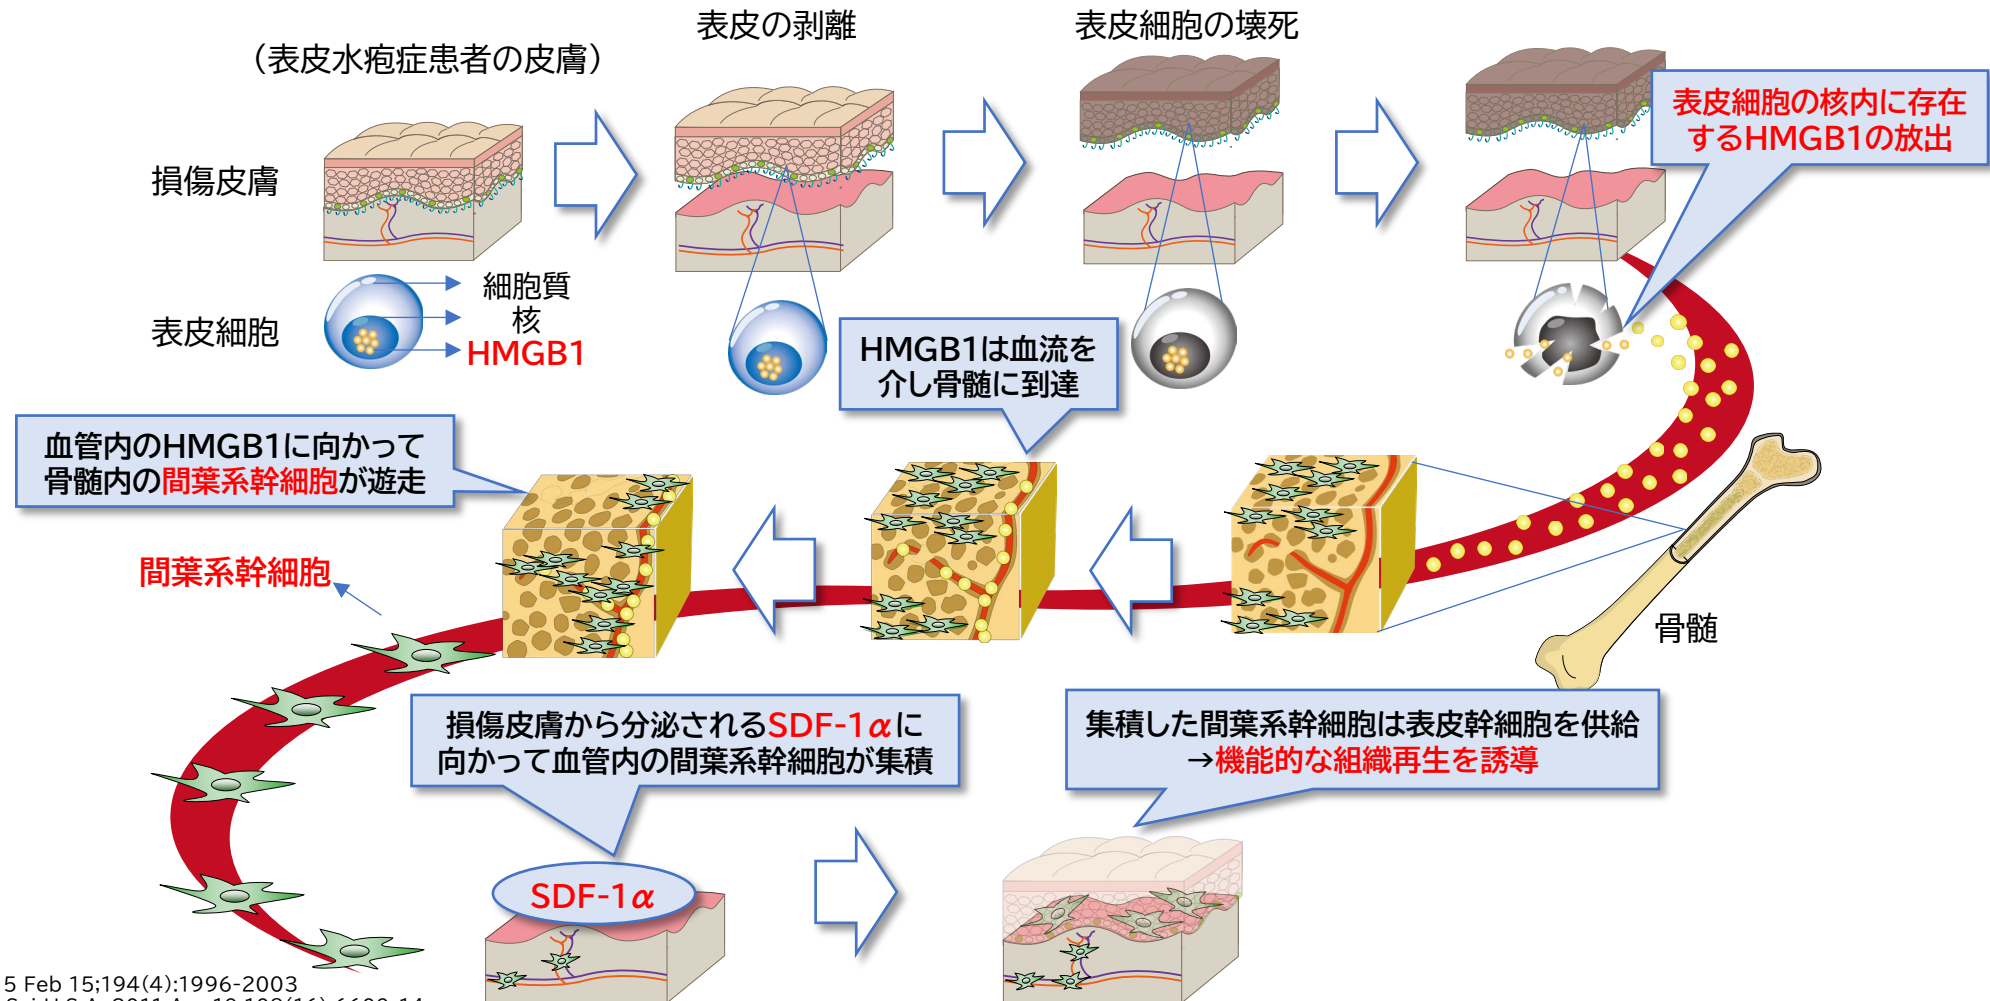 （表皮水疱症患者の皮膚）
表皮の剥離
表皮細胞の壊死
損傷皮膚
表皮細胞の核内に存在
するHMGB1の放出
表皮細胞
細胞質
核
HMGB1
HMGB1は血流を
介し骨髄に到達
血管内のHMGB1に向かって
骨髄内の間葉系幹細胞が遊走
間葉系幹細胞
骨髄
損傷皮膚から分泌されるSDF-1αに
向かって血管内の間葉系幹細胞が集積
集積した間葉系幹細胞は表皮幹細胞を供給
→機能的な組織再生を誘導
SDF-1α
5 Feb 15;194(4):1996-2003